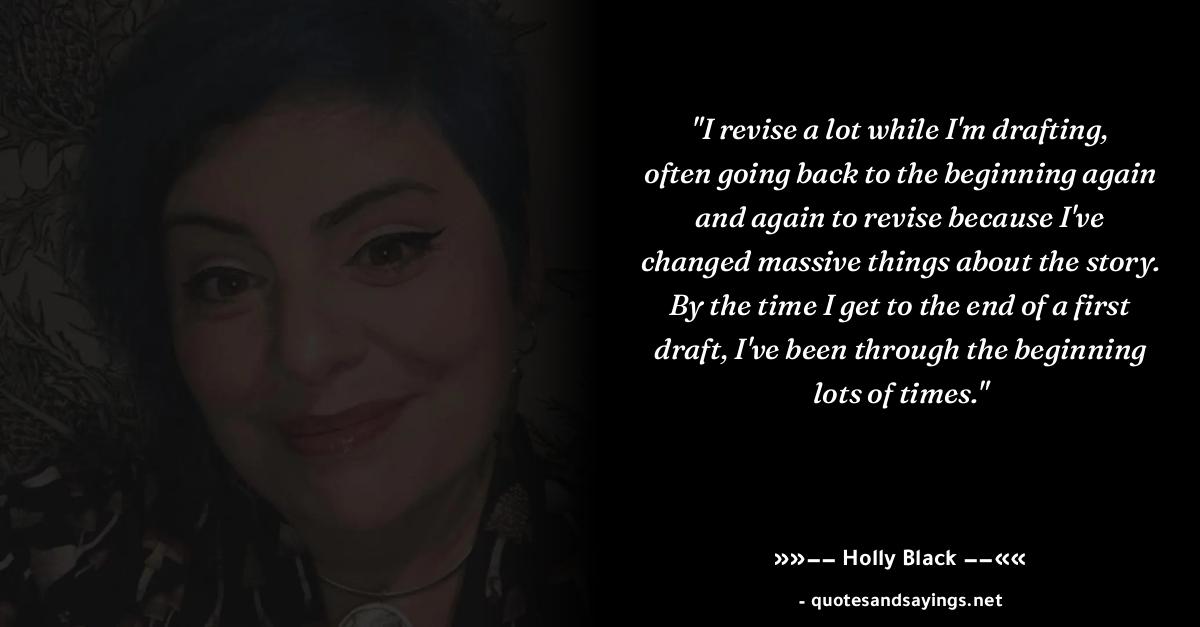 "I revise a lot while I'm drafting,
often going back to the beginning again
and again to revise because I've
changed massive things about the story.
By the time I get to the end of a first
draft, I've been through the beginning
lots of times."
»»–– Holly Black ––««
- quotesandsayings.net